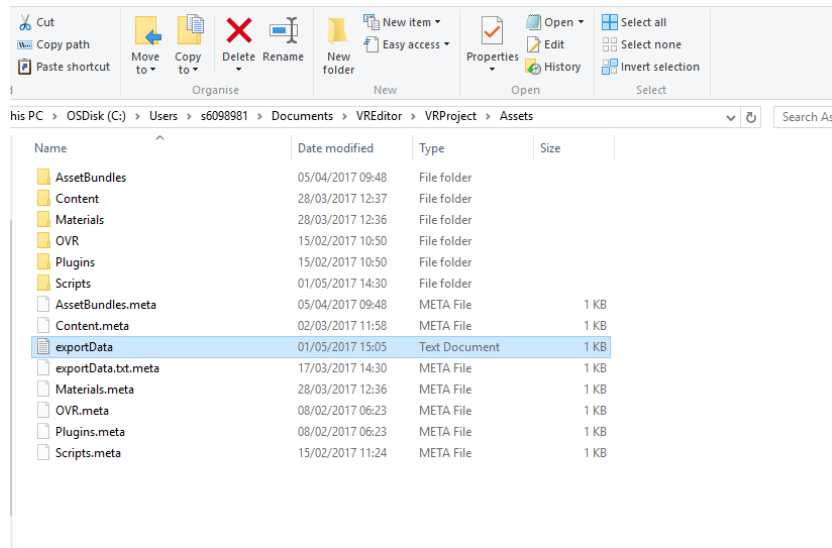 Cut
Copy path
Paste shortcut
Move to
Copy to
Delete
Rename
New folder
New item
Easy access
Properties
Open
Edit
History
Select all
Select none
Invert selection
Organise
New
Open
Select
his PC > OSDisk (C:) > Users > s6098981 > Documents > VREditor > VRProject > Assets
Search As
Name Date modified Type Size
AssetBundles 05/04/2017 09:48 File folder
Content 28/03/2017 12:37 File folder
Materials 28/03/2017 12:36 File folder
OVR 15/02/2017 10:50 File folder
Plugins 15/02/2017 10:50 File folder
Scripts 01/05/2017 14:30 File folder
AssetBundles.meta 05/04/2017 09:48 META File 1 KB
Content.meta 02/03/2017 11:58 META File 1 KB
exportData 01/05/2017 15:05 Text Document 1 KB
exportData.txt.meta 17/03/2017 14:30 META File 1 KB
Materials.meta 28/03/2017 12:36 META File 1 KB
OVR.meta 08/02/2017 06:23 META File 1 KB
Plugins.meta 08/02/2017 06:23 META File 1 KB
Scripts.meta 15/02/2017 11:24 META File 1 KB